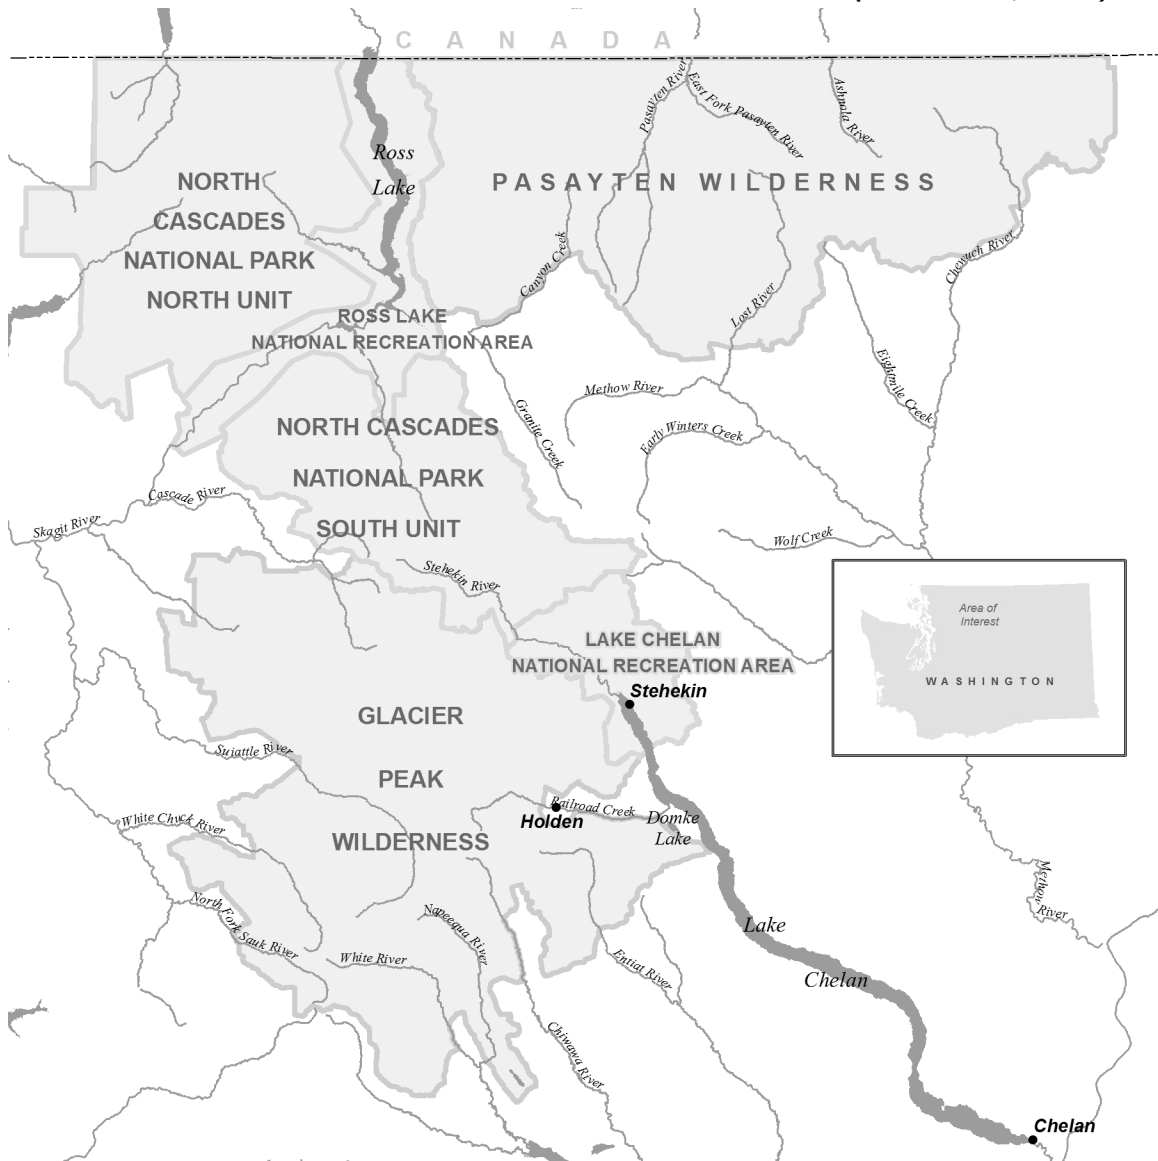 C A N A D A
Pasayten River
East Fork Pasayten River
Ashnola River
Ross
Lake
NORTH
CASCADES
NATIONAL PARK
NORTH UNIT
PASAYTEN WILDERNESS
Canyon Creek
Chewuch River
Lost River
ROSS LAKE
NATIONAL RECREATION AREA
Eightmile Creek
Methow River
Granite Creek
Early Winters Creek
NORTH CASCADES
NATIONAL PARK
SOUTH UNIT
Cascade River
Skagit River
Wolf Creek
Stehekin River
Area of
Interest
WASHINGTON
LAKE CHELAN
NATIONAL RECREATION AREA
Stehekin
GLACIER
PEAK
WILDERNESS
Suiattle River
Railroad Creek
Holden
Domke
Lake
White Chuck River
North Fork Sauk River
Napeequa River
White River
Entiat River
Chiwawa River
Lake
Chelan
Methow
River
Chelan